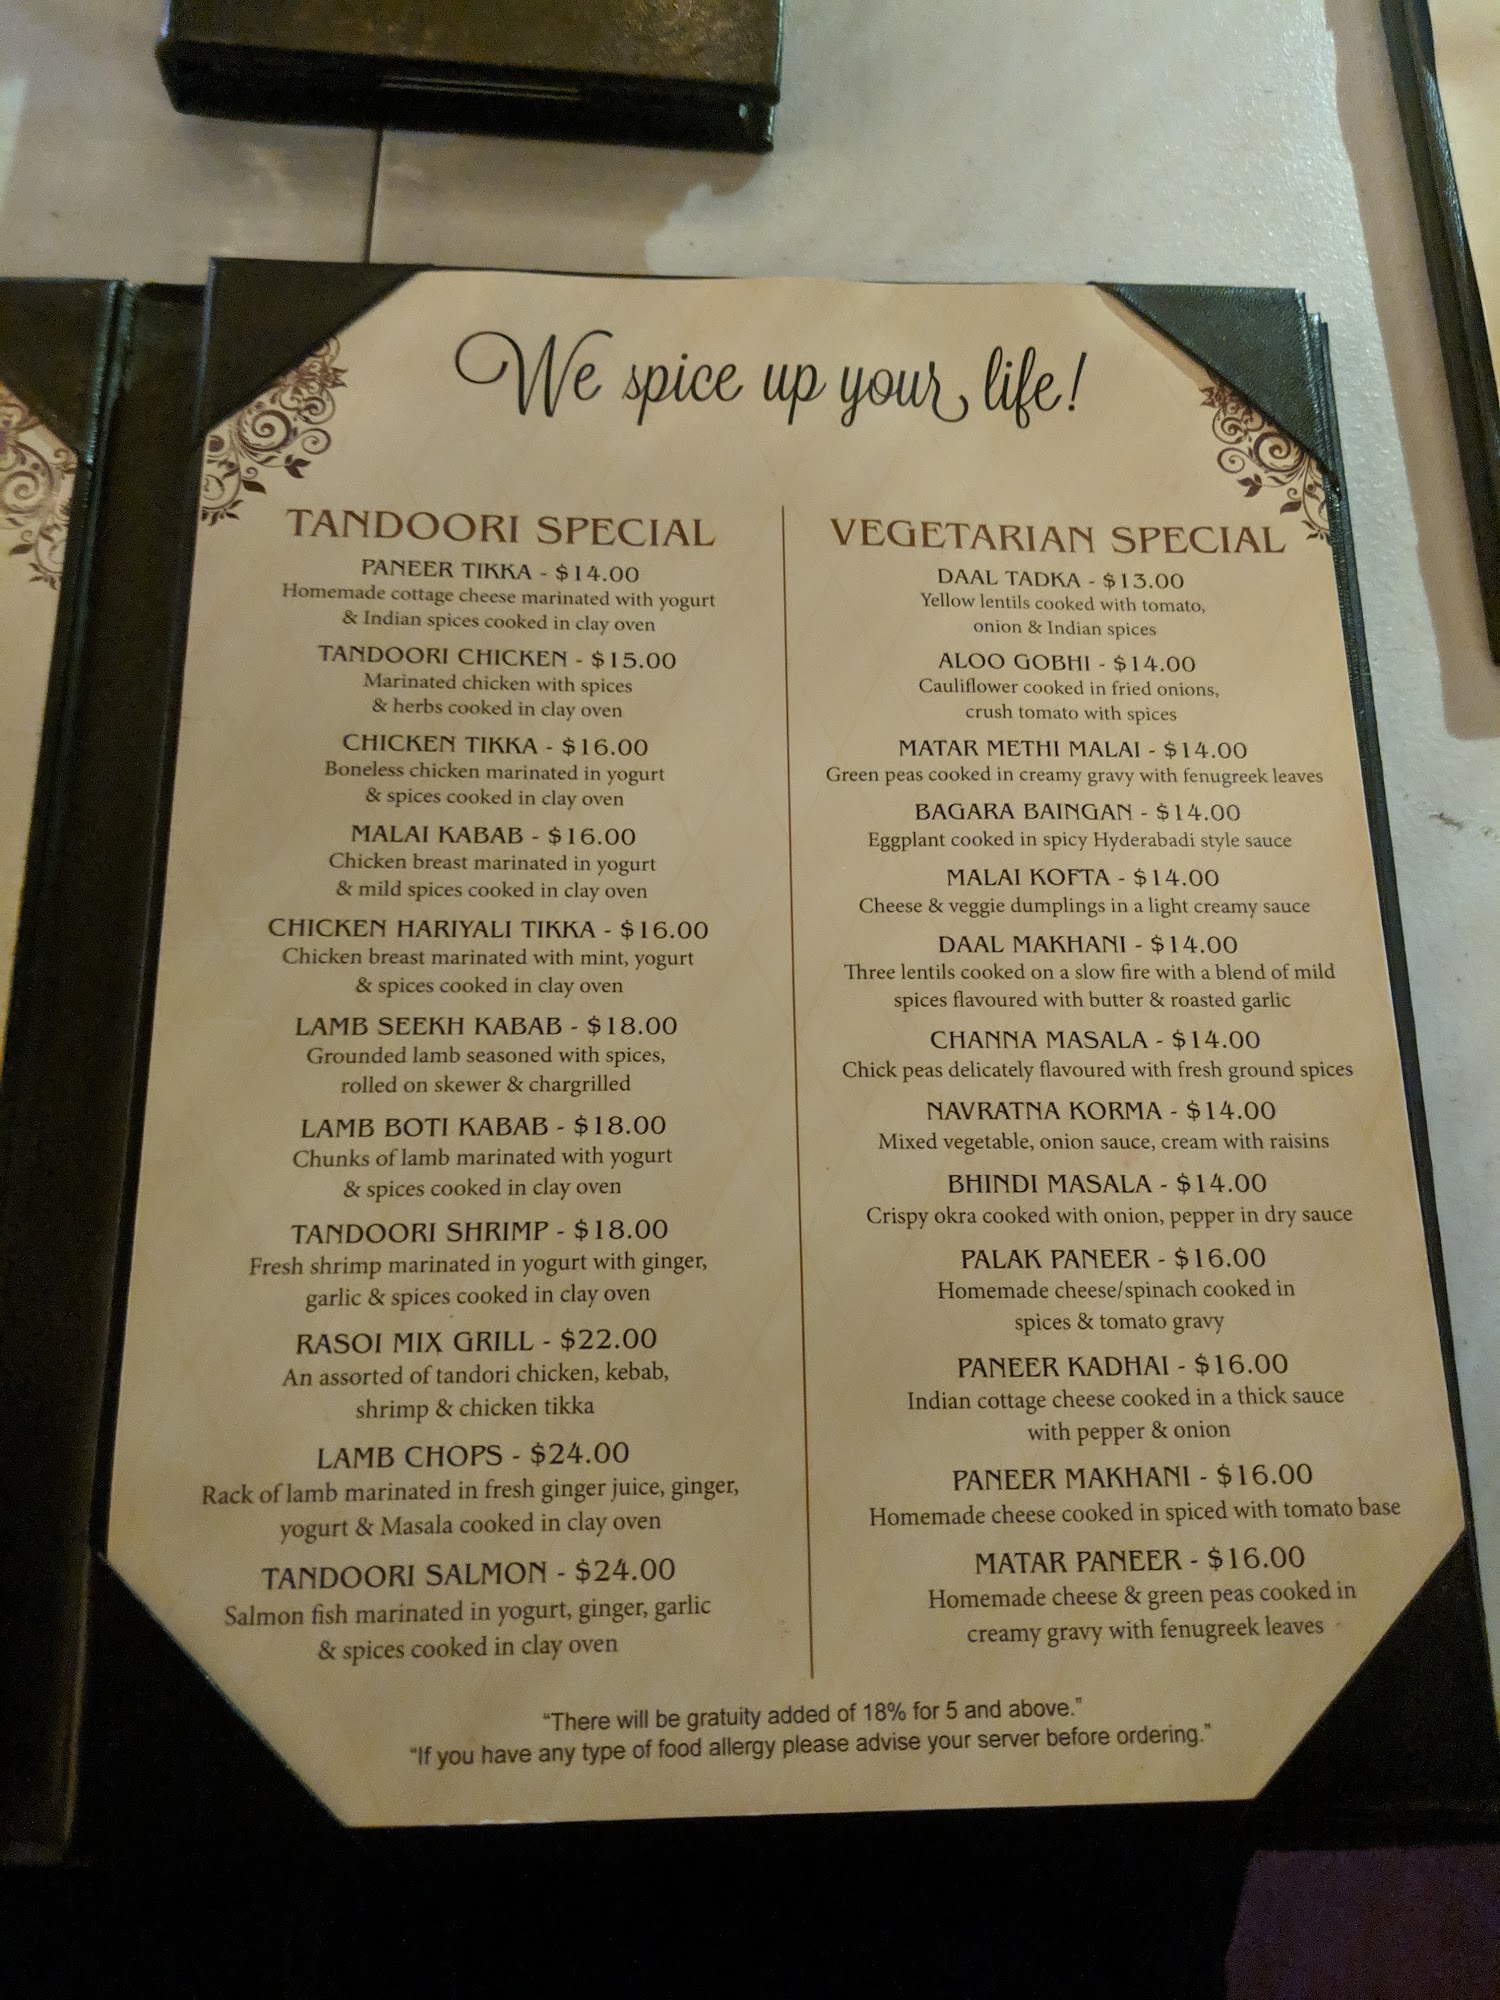 We spice up your life!
TANDOORI SPECIAL
PANEER TIKKA - $14.00
Homemade cottage cheese marinated with yogurt
& Indian spices cooked in clay oven
TANDOORI CHICKEN - $15.00
Marinated chicken with spices
& herbs cooked in clay oven
CHICKEN TIKKA - $16.00
Boneless chicken marinated in yogurt
& spices cooked in clay oven
MALAI KABAB - $16.00
Chicken breast marinated in yogurt
& mild spices cooked in clay oven
CHICKEN HARIYALI TIKKA - $16.00
Chicken breast marinated with mint, yogurt
& spices cooked in clay oven
LAMB SEEKH KABAB - $18.00
Grounded lamb seasoned with spices,
rolled on skewer & chargrilled
LAMB BOTI KABAB - $18.00
Chunks of lamb marinated with yogurt
& spices cooked in clay oven
TANDOORI SHRIMP - $18.00
Fresh shrimp marinated in yogurt with ginger,
garlic & spices cooked in clay oven
RASOI MIX GRILL - $22.00
An assorted of tandori chicken, kebab,
shrimp & chicken tikka
LAMB CHOPS - $24.00
Rack of lamb marinated in fresh ginger juice, ginger,
yogurt & Masala cooked in clay oven
TANDOORI SALMON - $24.00
Salmon fish marinated in yogurt, ginger, garlic
& spices cooked in clay oven
VEGETARIAN SPECIAL
DAAL TADKA - $13.00
Yellow lentils cooked with tomato,
onion & Indian spices
ALOO GOBHI - $14.00
Cauliflower cooked in fried onions,
crush tomato with spices
MATAR METHI MALAI - $14.00
Green peas cooked in creamy gravy with fenugreek leaves
BAGARA BAINGAN - $14.00
Eggplant cooked in spicy Hyderabadi style sauce
MALAI KOFTA - $14.00
Cheese & veggie dumplings in a light creamy sauce
DAAL MAKHANI - $14.00
Three lentils cooked on a slow fire with a blend of mild
spices flavoured with butter & roasted garlic
CHANNA MASALA - $14.00
Chick peas delicately flavoured with fresh ground spices
NAVRATNA KORMA - $14.00
Mixed vegetable, onion sauce, cream with raisins
BHINDI MASALA - $14.00
Crispy okra cooked with onion, pepper in dry sauce
PALAK PANEER - $16.00
Homemade cheese/spinach cooked in
spices & tomato gravy
PANEER KADHAI - $16.00
Indian cottage cheese cooked in a thick sauce
with pepper & onion
PANEER MAKHANI - $16.00
Homemade cheese cooked in spiced with tomato base
MATAR PANEER - $16.00
Homemade cheese & green peas cooked in
creamy gravy with fenugreek leaves
“There will be gratuity added of 18% for 5 and above.”
“If you have any type of food allergy please advise your server before ordering.”